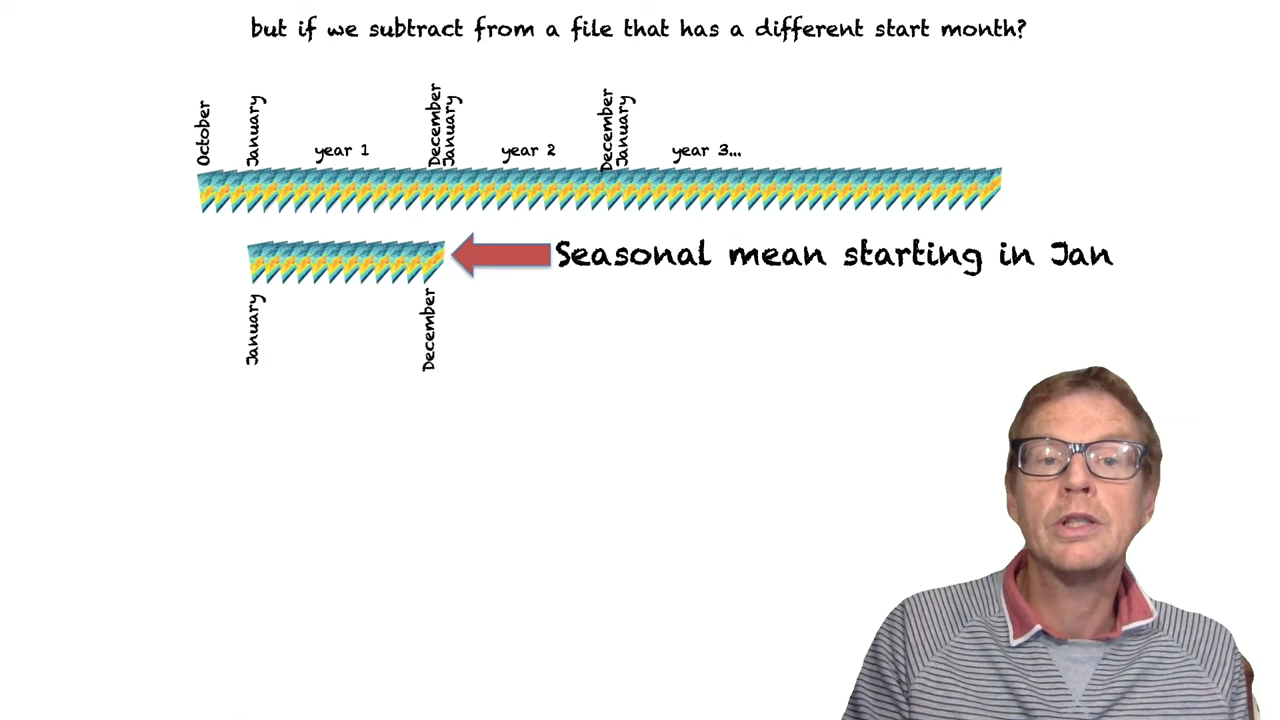 but if we subtract from a file that has a different start month?
October
January
year 1
December
January
year 2
December
January
year 3...
Seasonal mean starting in Jan
January
December